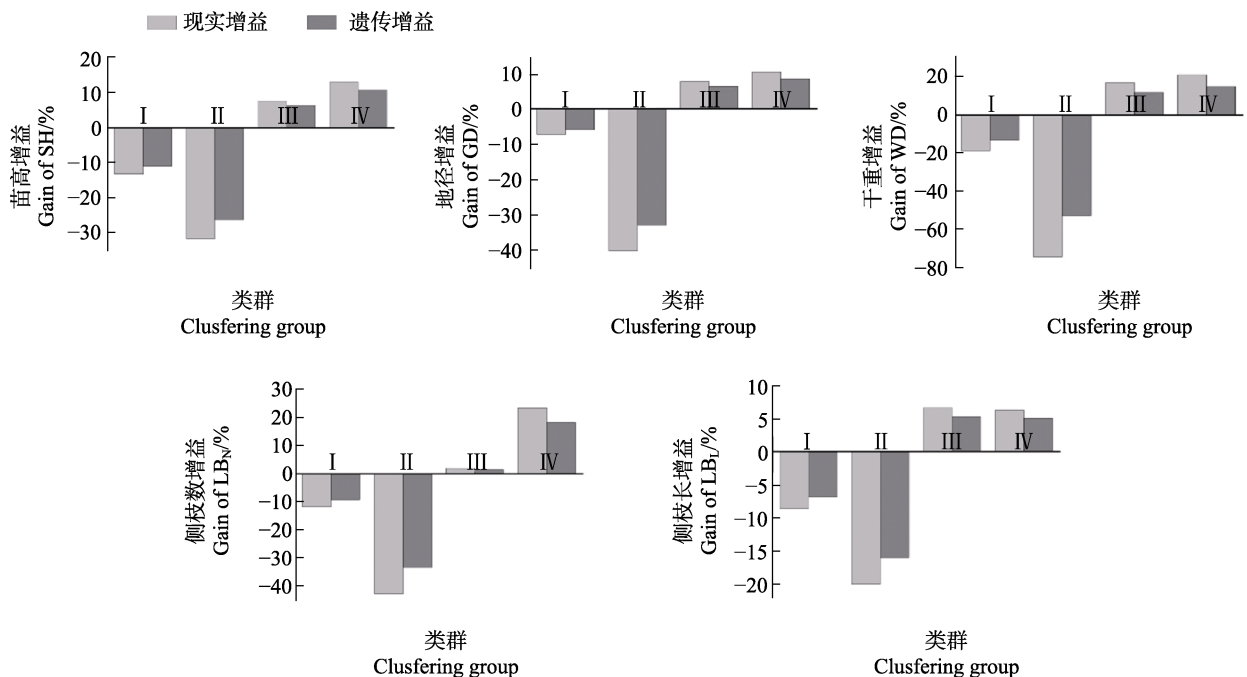 现实增益 遗传增益
苗高增益
Gain of SH/%
20
10
0
−10
−20
−30
I II III IV
类群
Clusfering group
地径增益
Gain of GD/%
10
0
−10
−20
−30
−40
I II III IV
类群
Clusfering group
干重增益
Gain of WD/%
20
0
−20
−40
−60
−80
I II III IV
类群
Clusfering group
侧枝数增益
Gain of LBN/%
30
20
10
0
−10
−20
−30
−40
I II III IV
类群
Clusfering group
侧枝长增益
Gain of LBL/%
10
5
0
−5
−10
−15
−20
I II III IV
类群
Clusfering group